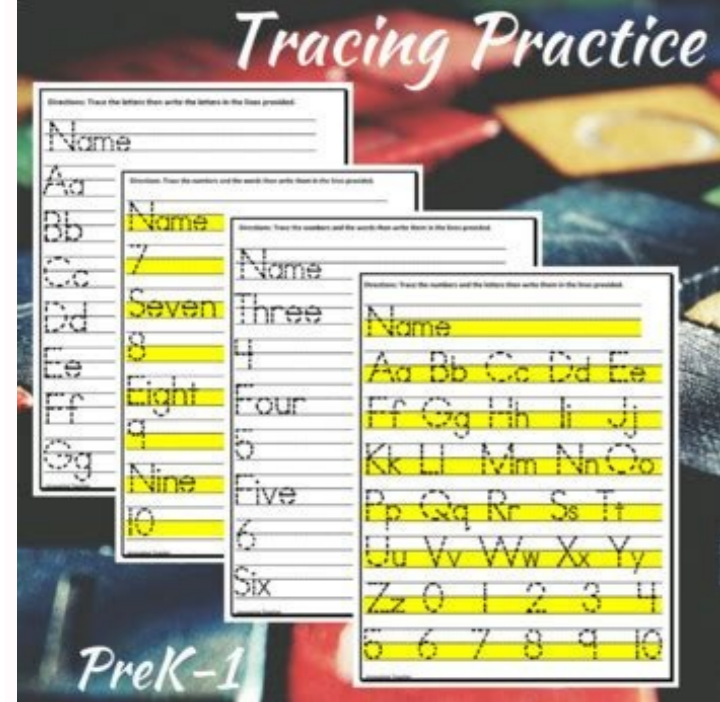 Tracing Practice
Directions: Trace the letters then write the letters in the lines provided.
Name
Aa
Bb
Cc
Dd
Ee
Ff
Gg
Directions: Trace the numbers and the words then write them in the lines provided.
Name
7
Seven
8
Eight
9
Nine
10
Directions: Trace the numbers and the words then write them in the lines provided.
Name
Three
4
Four
5
Five
6
Six
Directions: Trace the numbers and the letters then write them in the lines provided.
Name
Aa Bb Cc Dd Ee
Ff Gg Hh Ii Jj
Kk Ll Mm Nn Oo
Pp Qq Rr Ss Tt
Uu Vv Ww Xx Yy
Zz 0 1 2 3 4
5 6 7 8 9 10
PreK-1